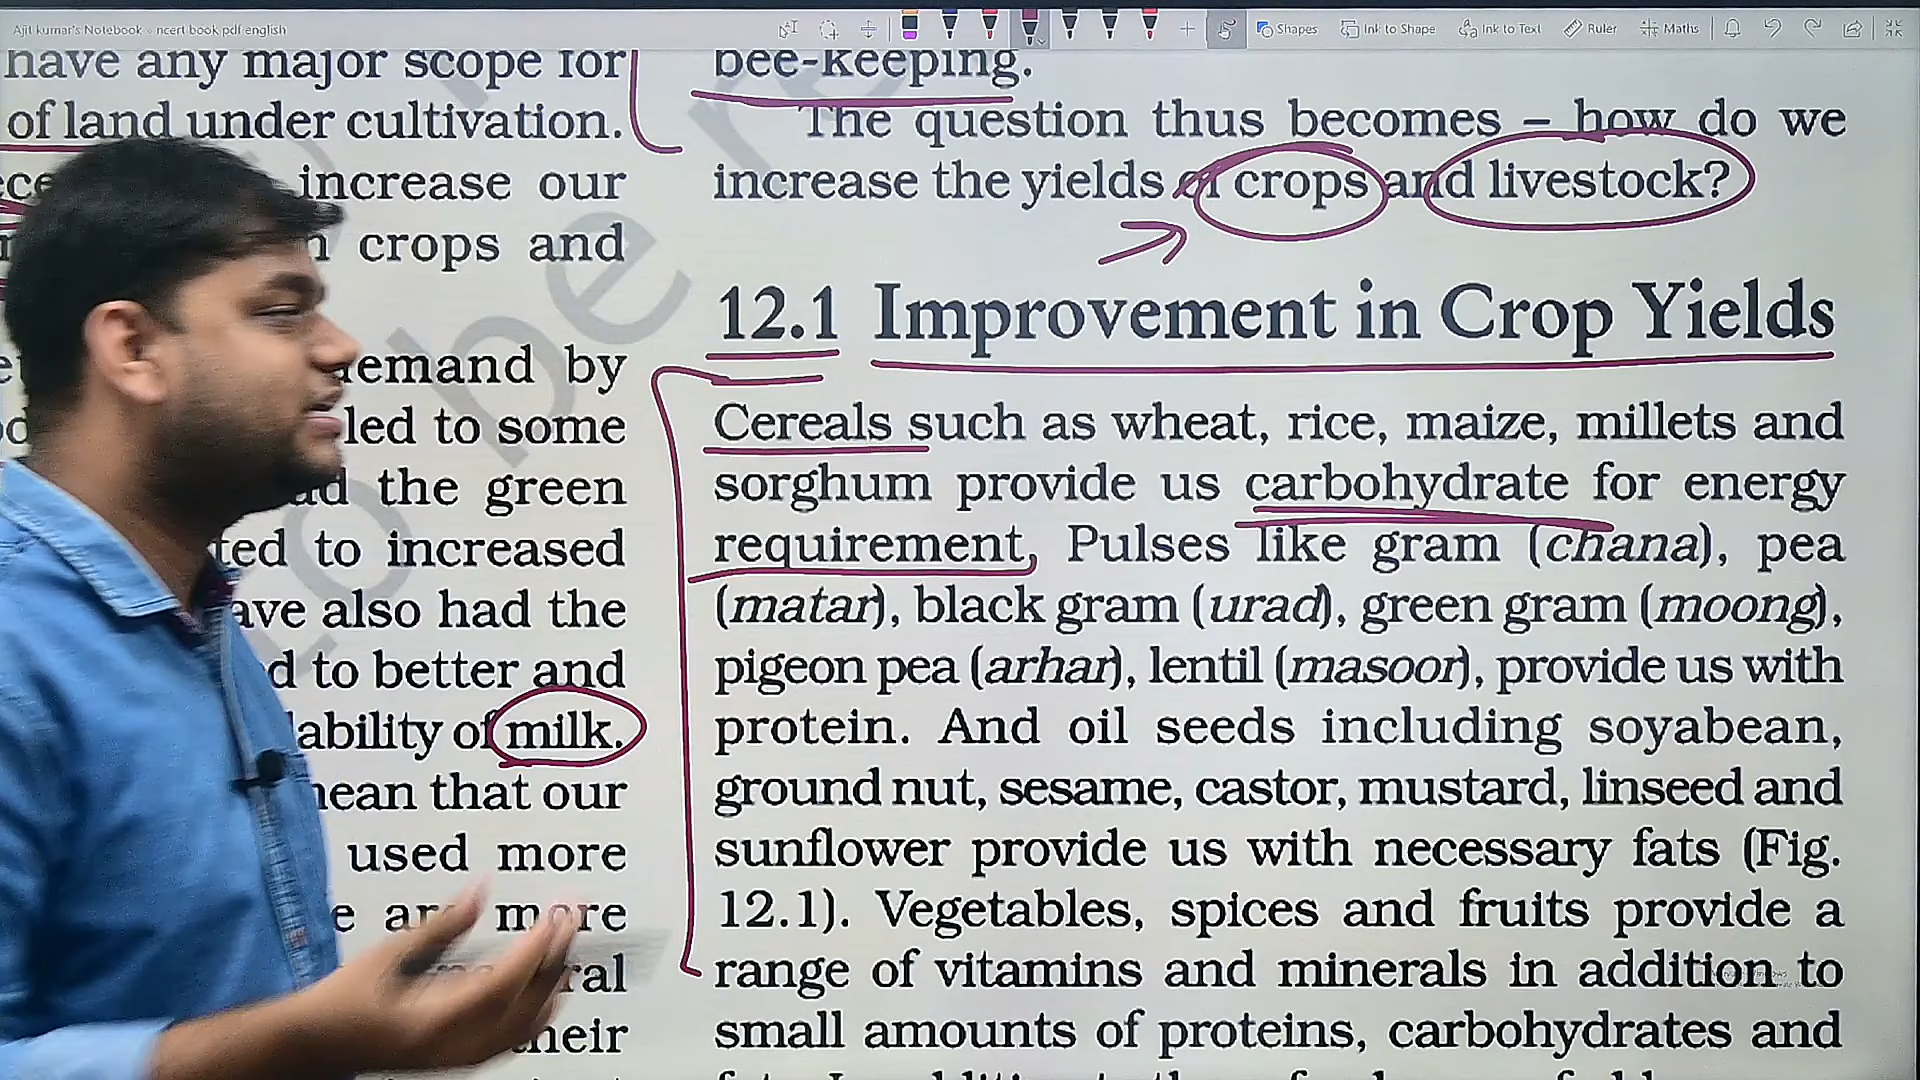 Ajit kumar's Notebook - ncert book pdf english
Shapes Ink to Shape Ink to Text Ruler Maths
have any major scope for
of land under cultivation.
increase our
crops and
emand by
led to some
the green
ted to increased
ave also had the
d to better and
lability of milk.
nean that our
used more
more
ral
their
bee-keeping.
The question thus becomes – how do we
increase the yields of crops and livestock?
12.1 Improvement in Crop Yields
Cereals such as wheat, rice, maize, millets and
sorghum provide us carbohydrate for energy
requirement. Pulses like gram (chana), pea
(matar), black gram (urad), green gram (moong),
pigeon pea (arhar), lentil (masoor), provide us with
protein. And oil seeds including soyabean,
ground nut, sesame, castor, mustard, linseed and
sunflower provide us with necessary fats (Fig.
12.1). Vegetables, spices and fruits provide a
range of vitamins and minerals in addition to
small amounts of proteins, carbohydrates and